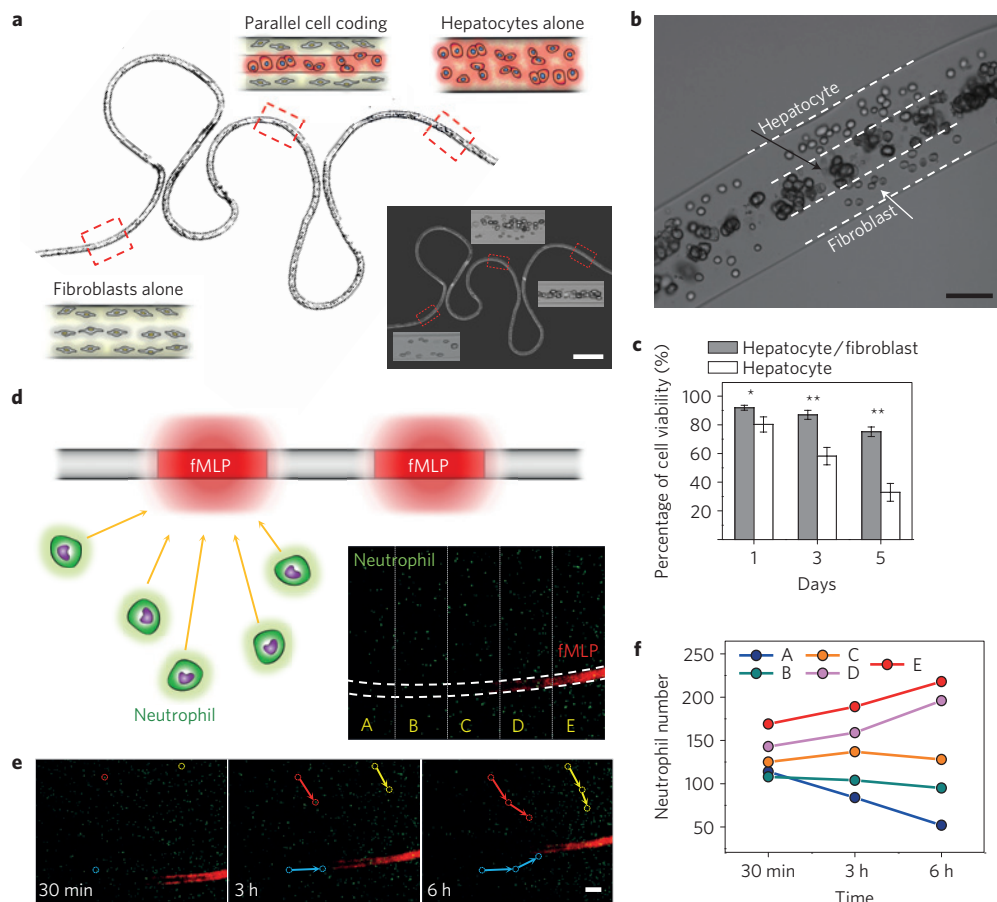 a
Parallel cell coding
Hepatocytes alone
Fibroblasts alone
b
Hepatocyte
Fibroblast
c
Hepatocyte/fibroblast
Hepatocyte
Percentage of cell viability (%)
100
80
60
40
20
*
**
**
1 3 5
Days
d
fMLP fMLP
Neutrophil
Neutrophil
fMLP
A B C D E
e
30 min
3 h
6 h
f
A C E
B D
Neutrophil number
250
200
150
100
50
30 min 3 h 6 h
Time